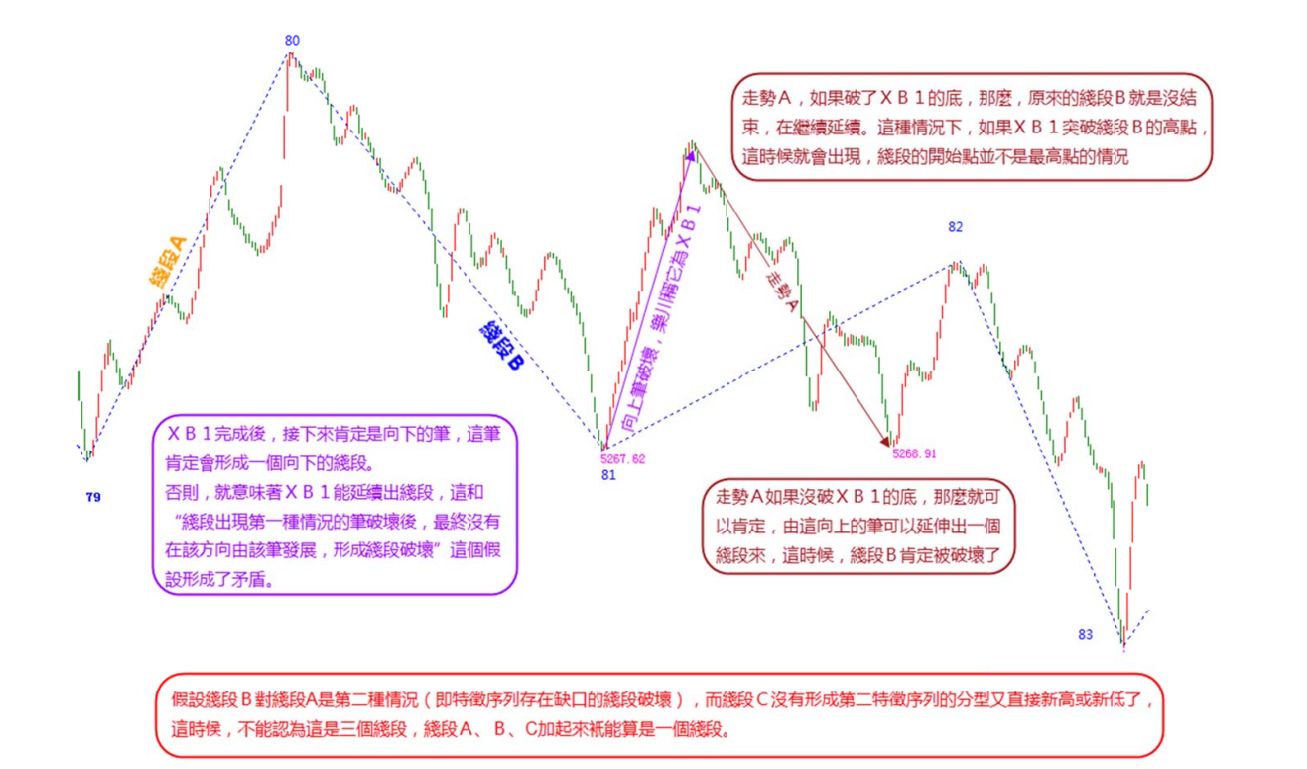 80
走勢A，如果破了ＸＢ１的底，那麼，原來的綫段Ｂ就是沒結
束，在繼續延續。這種情況下，如果ＸＢ１突破綫段Ｂ的高點，
這時候就會出現，綫段的開始點並不是最高點的情況
82
綫段A
綫段Ｂ
向上筆破壞，樂川稱它為ＸＢ１
走勢A
ＸＢ１完成後，接下來肯定是向下的筆，這筆
肯定會形成一個向下的綫段。
否則，就意味著ＸＢ１能延續出綫段，這和
“綫段出現第一種情況的筆破壞後，最終沒有
在該方向由該筆發展，形成綫段破壞”這個假
設形成了矛盾。
5267.62
81
5268.91
79
走勢A如果沒破ＸＢ１的底，那麼就可
以肯定，由這向上的筆可以延伸出一個
綫段來，這時候，綫段Ｂ肯定被破壞了
83
假設綫段Ｂ對綫段A是第二種情況（即特徵序列存在缺口的綫段破壞），而綫段Ｃ沒有形成第二特徵序列的分型又直接新高或新低了，
這時候，不能認為這是三個綫段，綫段Ａ、Ｂ、C加起來袛能算是一個綫段。